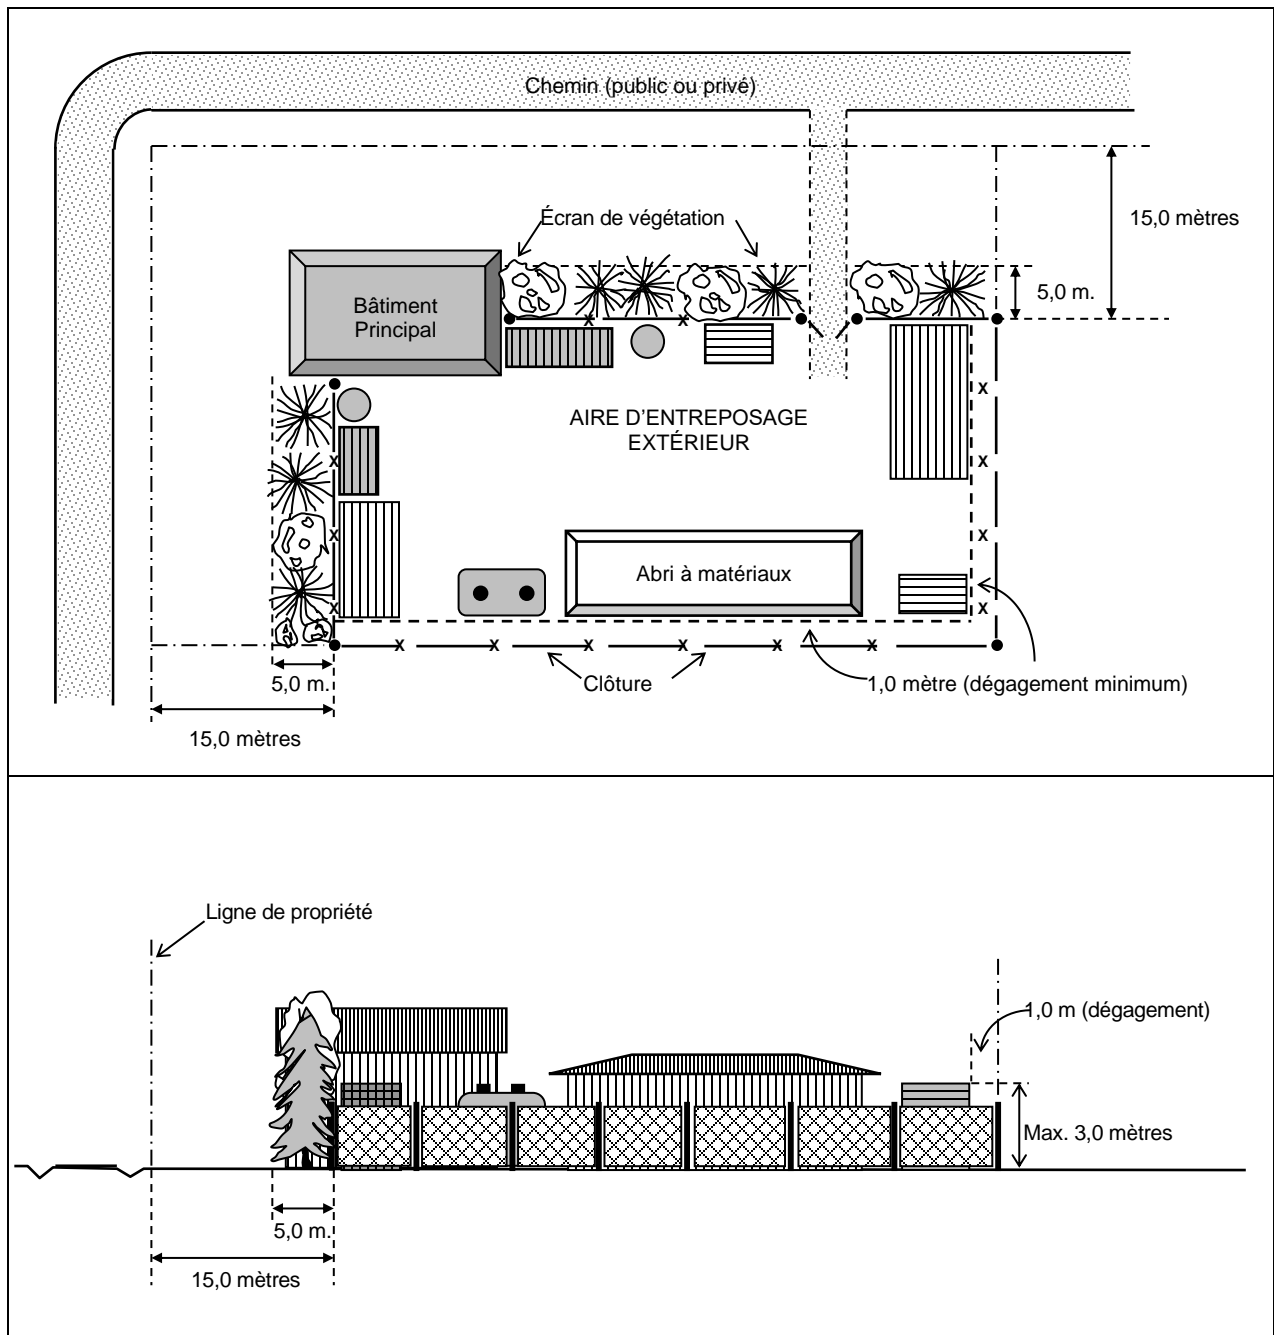 Chemin (public ou privé)
Écran de végétation
15,0 mètres
5,0 m.
Bâtiment
Principal
x
x
AIRE D'ENTREPOSAGE
EXTÉRIEUR
x
x
x
x
x
x
x
Abri à matériaux
x
x
x
x
x
x
x
5,0 m.
Clôture
1,0 mètre (dégagement minimum)
15,0 mètres
Ligne de propriété
1,0 m (dégagement)
Max. 3,0 mètres
5,0 m.
15,0 mètres